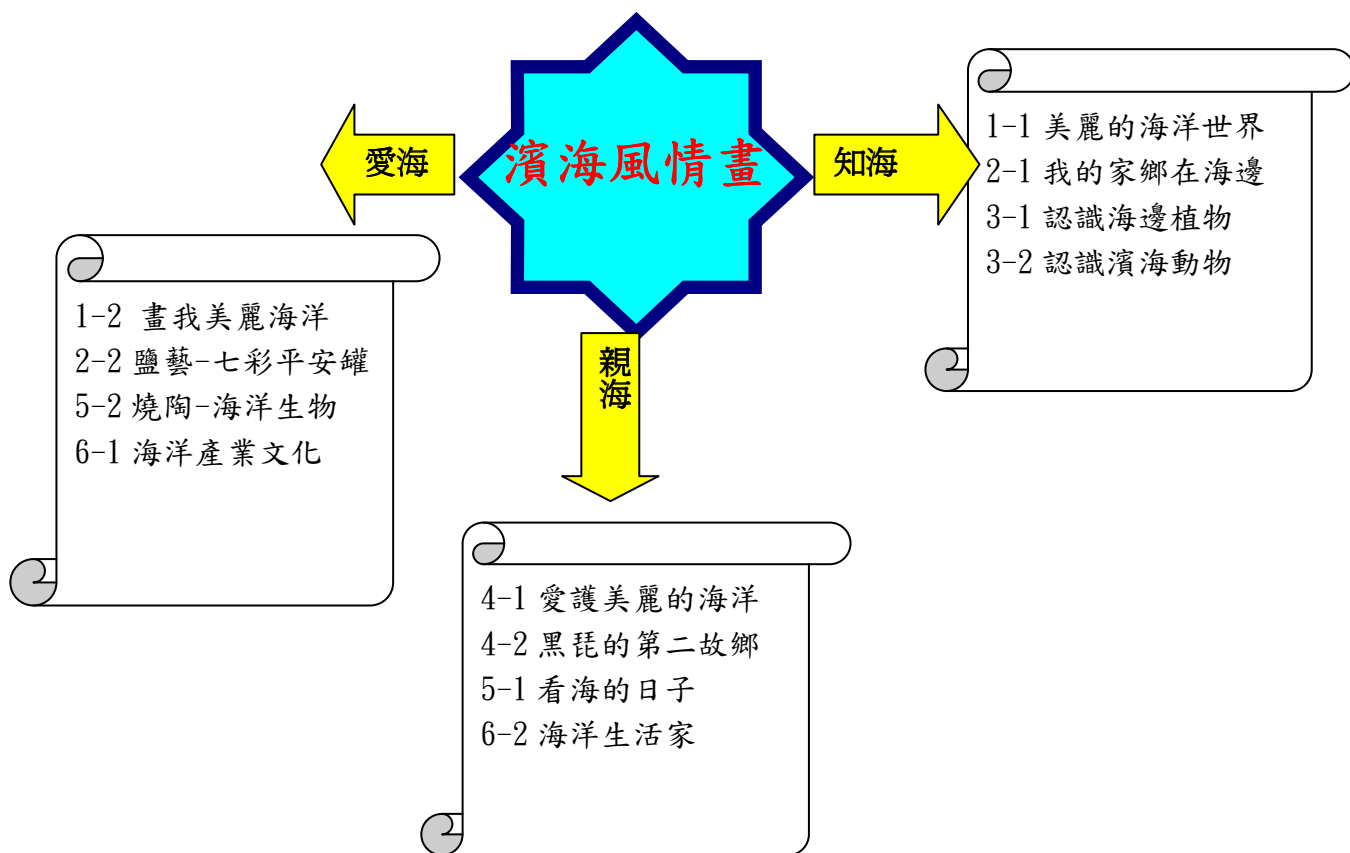 濱海風情畫
愛海
知海
親海
1-1 美麗的海洋世界
2-1 我的家鄉在海邊
3-1 認識海邊植物
3-2 認識濱海動物
1-2 畫我美麗海洋
2-2 鹽藝-七彩平安罐
5-2 燒陶-海洋生物
6-1 海洋產業文化
4-1 愛護美麗的海洋
4-2 黑琵的第二故鄉
5-1 看海的日子
6-2 海洋生活家